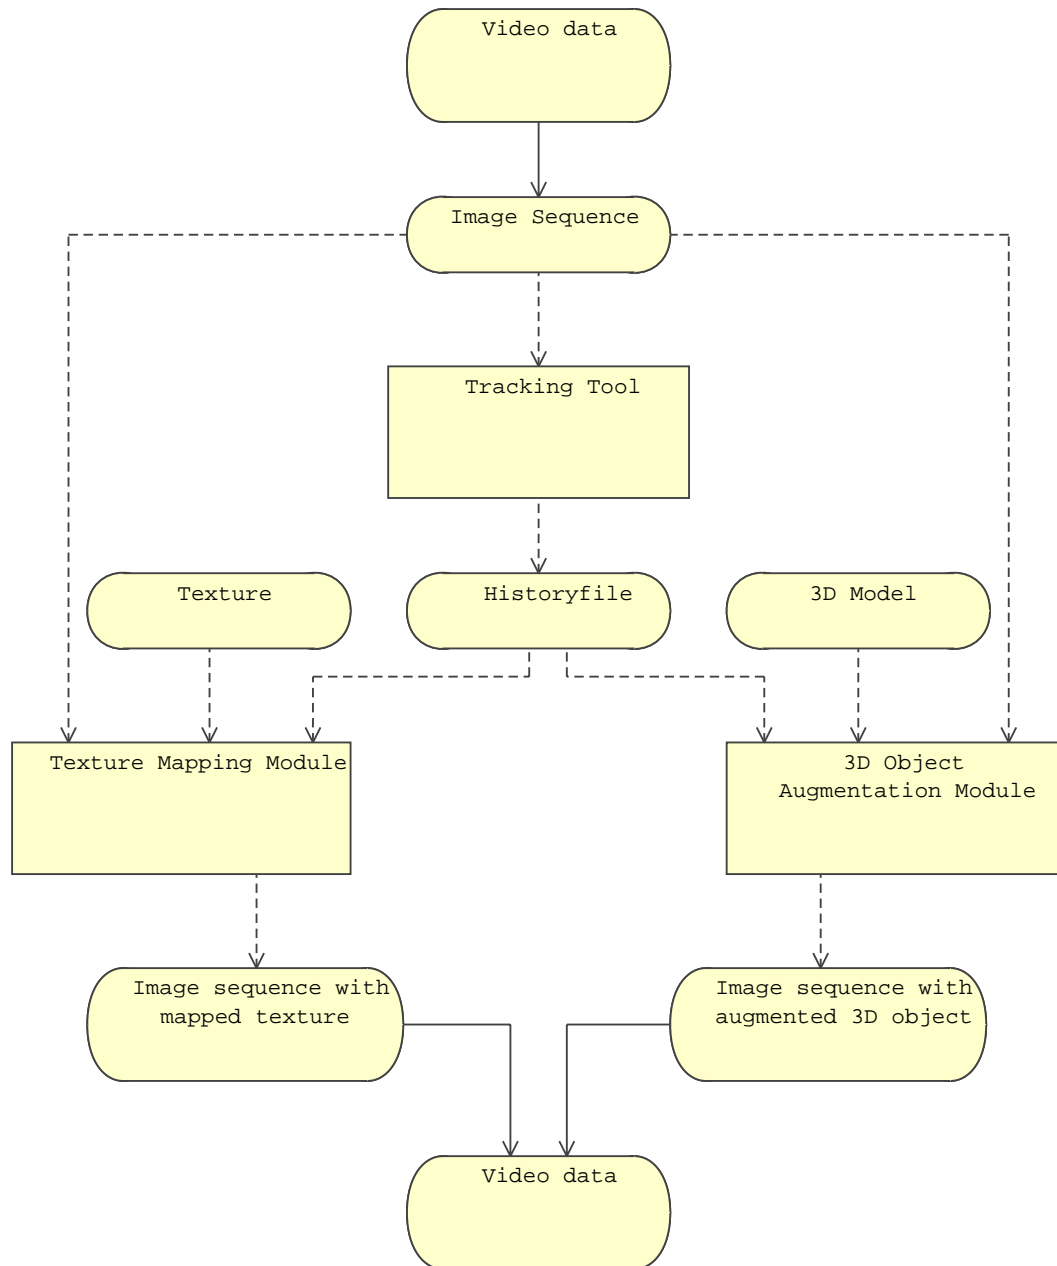 Video data
Image Sequence
Tracking Tool
Texture
Historyfile
3D Model
Texture Mapping Module
3D Object
Augmentation Module
Image sequence with
mapped texture
Image sequence with
augmented 3D object
Video data